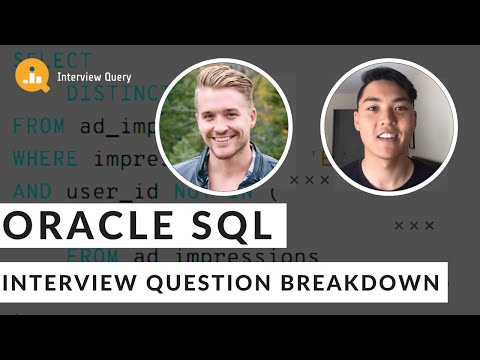 Interview Query
SELECT
DISTINCT
FROM ad_imp
WHERE impre
AND user_id NOT IN (
ORACLE SQL
FROM ad_impressions
INTERVIEW QUESTION BREAKDOWN